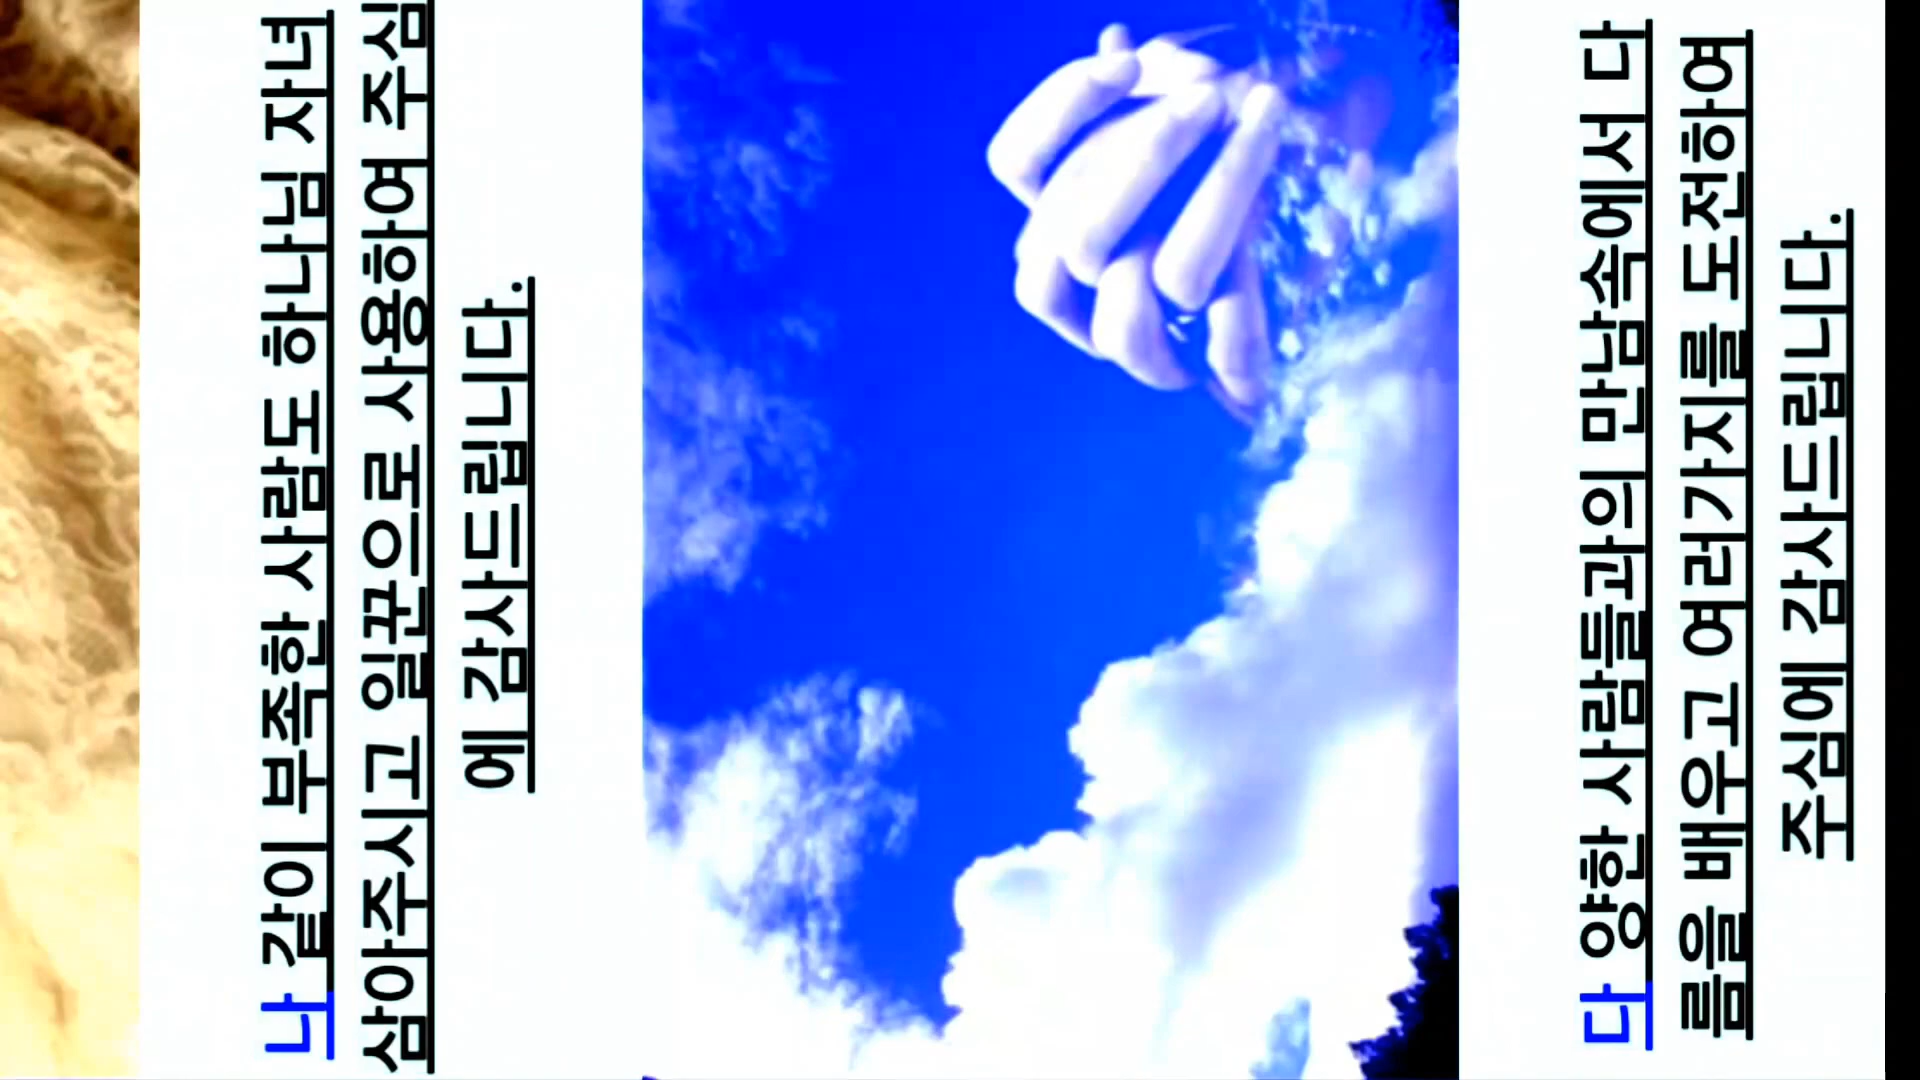 나 같이 부족한 사람도 하나님 자녀
삼아주시고 일꾼으로 사용하여 주심
에 감사드립니다.
다 양한 사람들과의 만남속에서 다
름을 배우고 여러가지를 도전하여
주심에 감사드립니다.